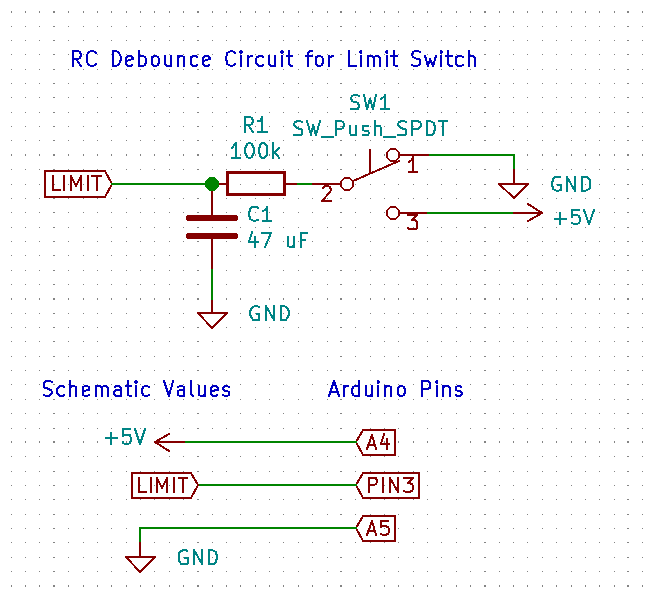 RC Debounce Circuit for Limit Switch
SW1
SW_Push_SPDT
R1
100k
LIMIT
1
2
3
GND
+5V
C1
47 uF
GND
Schematic Values
Arduino Pins
+5V
A4
LIMIT
PIN3
A5
GND